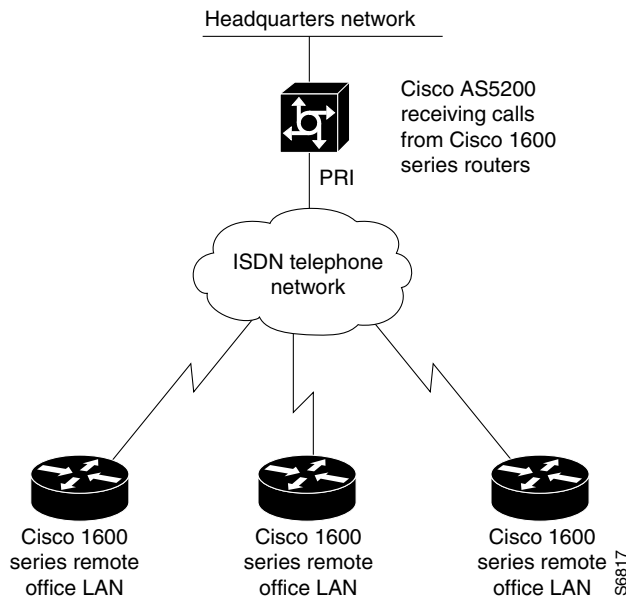 Headquarters network
Cisco AS5200
receiving calls
from Cisco 1600
series routers
PRI
ISDN telephone
network
Cisco 1600
series remote
office LAN
Cisco 1600
series remote
office LAN
Cisco 1600
series remote
office LAN
S6817